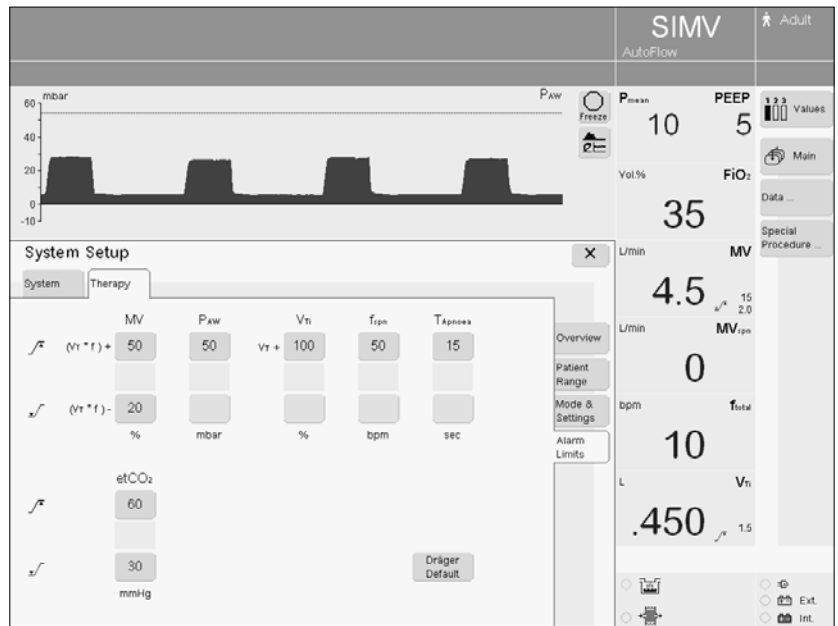 SIMV
AutoFlow
Adult
mbar
PAW
60
40
20
0
-10
Freeze
Pmean PEEP
10 5
Vol.% FiO2
35
L/min MV
4.5 15
2.0
L/min MVspn
0
bpm ftotal
10
L VTi
.450 1.5
1 2 3 Values
Main
Data ...
Special
Procedure ...
Ext.
Int.
System Setup
X
System Therapy
MV PAW VTi fspn TApnoea
(VT * f) + 50 50 VT + 100 50 15
(VT * f) - 20
% mbar % bpm sec
etCO2
60
30
mmHg
Dräger
Default
Overview
Patient
Range
Mode &
Settings
Alarm
Limits